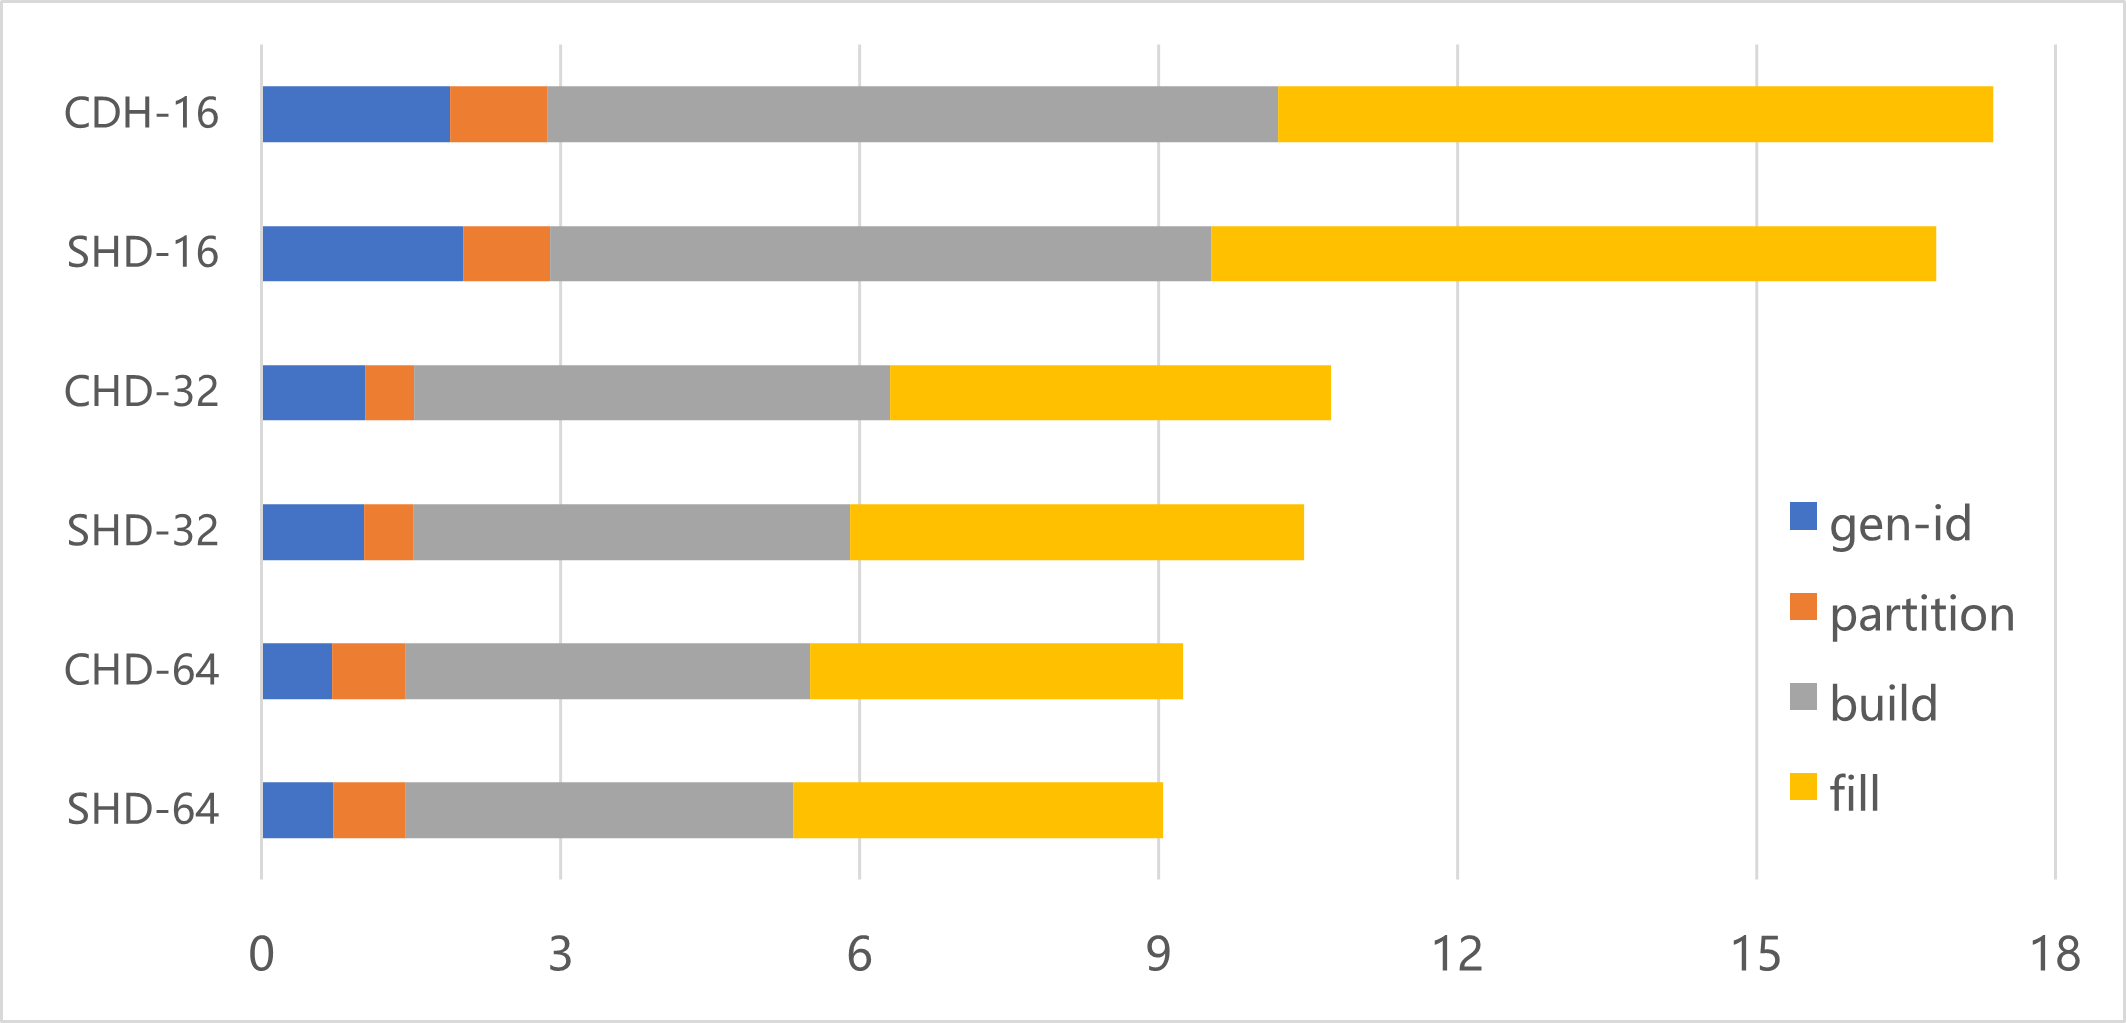 CDH-16
SHD-16
CHD-32
SHD-32
CHD-64
SHD-64
gen-id
partition
build
fill
0 3 6 9 12 15 18